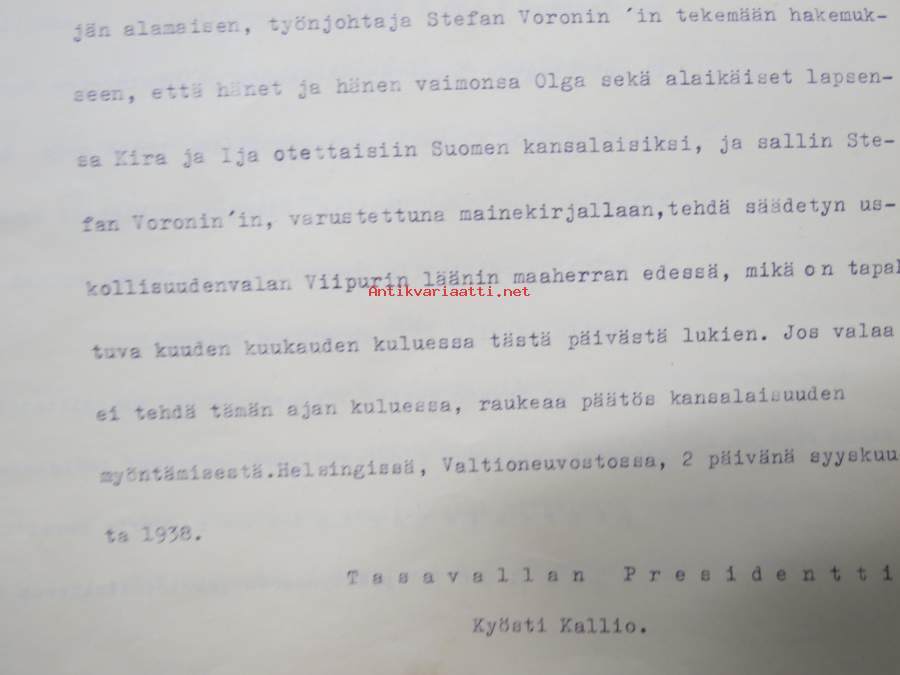 jän alamaisen, työnjohtaja Stefan Voronin ´in tekemään hakemuk-
seen, että hänet ja hänen vaimonsa Olga sekä alaikäiset lapsen-
sa Kira ja Ija otettaisiin Suomen kansalaisiksi, ja sallin Ste-
fan Voronin´in, varustettuna mainekirjallaan,tehdä säädetyn us-
kollisuudenvalan Viipurin läänin maaherran edessä, mikä on tapah
Antikvariaatti.net
tuva kuuden kuukauden kuluessa tästä päivästä lukien. Jos valaa
ei tehdä tämän ajan kuluessa, raukeaa päätös kansalaisuuden
myöntämisestä.Helsingissä, Valtioneuvostossa, 2 päivänä syyskuu
ta 1938.
T a s a v a l l a n P r e s i d e n t t i
Kyösti Kallio.